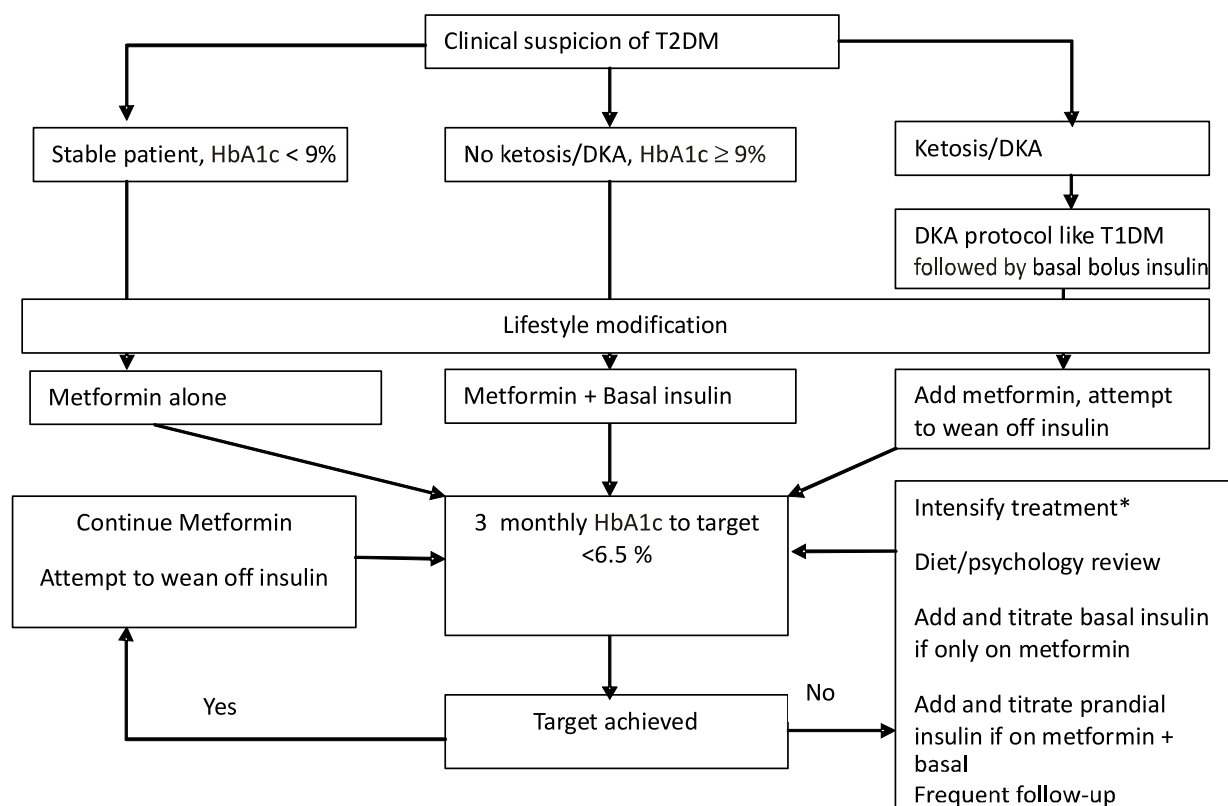 Clinical suspicion of T2DM
Stable patient, HbA1c < 9%
No ketosis/DKA, HbA1c ≥ 9%
Ketosis/DKA
DKA protocol like T1DM
followed by basal bolus insulin
Lifestyle modification
Metformin alone
Metformin + Basal insulin
Add metformin, attempt
to wean off insulin
Continue Metformin
Attempt to wean off insulin
3 monthly HbA1c to target
<6.5 %
Intensify treatment*
Diet/psychology review
Add and titrate basal insulin
if only on metformin
Add and titrate prandial
insulin if on metformin +
basal
Frequent follow-up
Yes
Target achieved
No